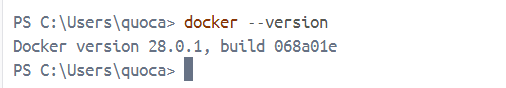 PS C:\Users\quoca> docker --version
Docker version 28.0.1, build 068a01e
PS C:\Users\quoca>